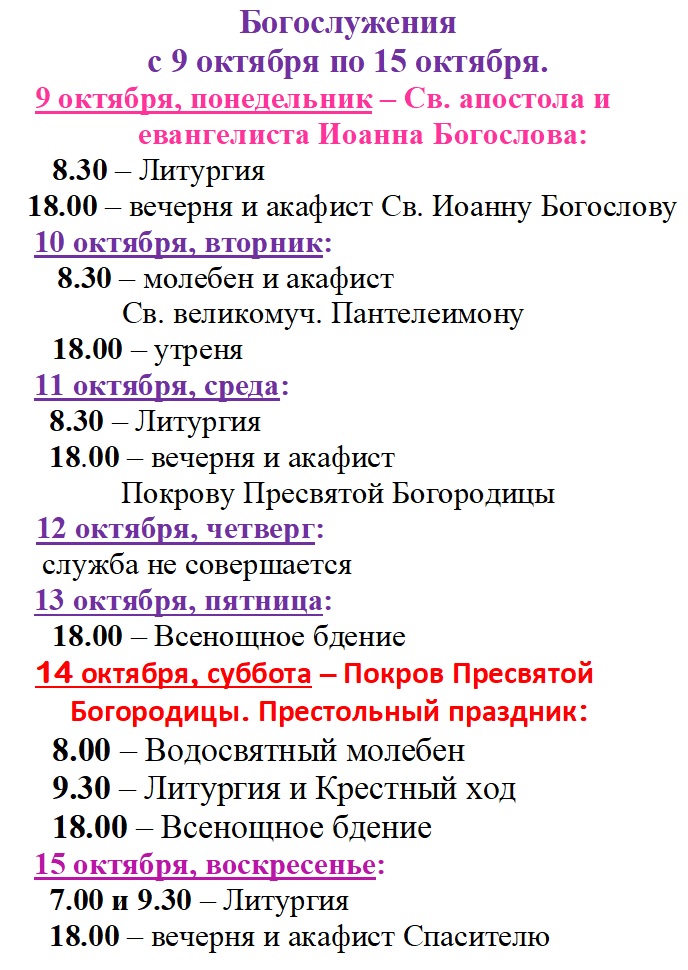 Богослужения
с 9 октября по 15 октября.
9 октября, понедельник – Св. апостола и
евангелиста Иоанна Богослова:
8.30 – Литургия
18.00 – вечерня и акафист Св. Иоанну Богослову
10 октября, вторник:
8.30 – молебен и акафист
Св. великомуч. Пантелеимону
18.00 – утреня
11 октября, среда:
8.30 – Литургия
18.00 – вечерня и акафист
Покрову Пресвятой Богородицы
12 октября, четверг:
служба не совершается
13 октября, пятница:
18.00 – Всенощное бдение
14 октября, суббота – Покров Пресвятой
Богородицы. Престольный праздник:
8.00 – Водосвятный молебен
9.30 – Литургия и Крестный ход
18.00 – Всенощное бдение
15 октября, воскресенье:
7.00 и 9.30 – Литургия
18.00 – вечерня и акафист Спасителю